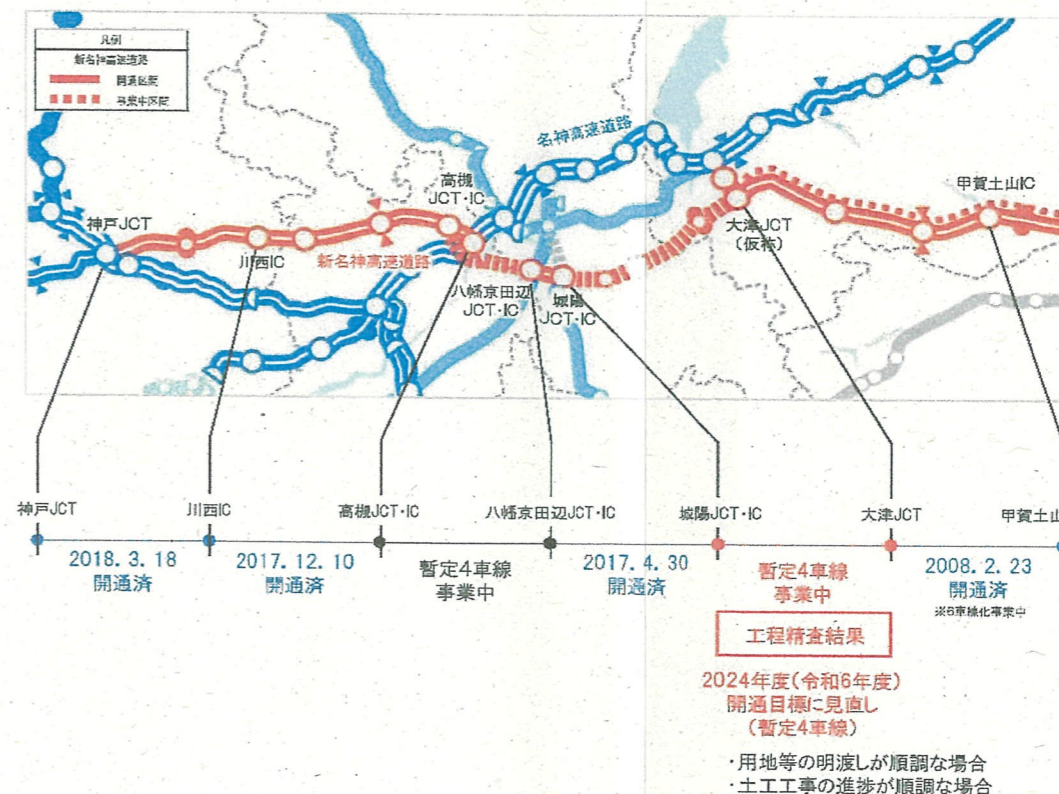 凡例
新名神高速道路
開通区間
事業中区間
名神高速道路
高槻
JCT・IC
神戸JCT
甲賀土山IC
大津JCT
(仮称)
川西IC
新名神高速道路
八幡京田辺
JCT・IC
城陽
JCT・IC
神戸JCT
川西IC
高槻JCT・IC
八幡京田辺JCT・IC
城陽JCT・IC
大津JCT
甲賀土山
2018.3.18
開通済
2017.12.10
開通済
暫定4車線
事業中
2017.4.30
開通済
暫定4車線
事業中
2008.2.23
開通済
※6車線化事業中
工程精査結果
2024年度(令和6年度)
開通目標に見直し
(暫定4車線)
・用地等の明渡しが順調な場合
・土工工事の進捗が順調な場合